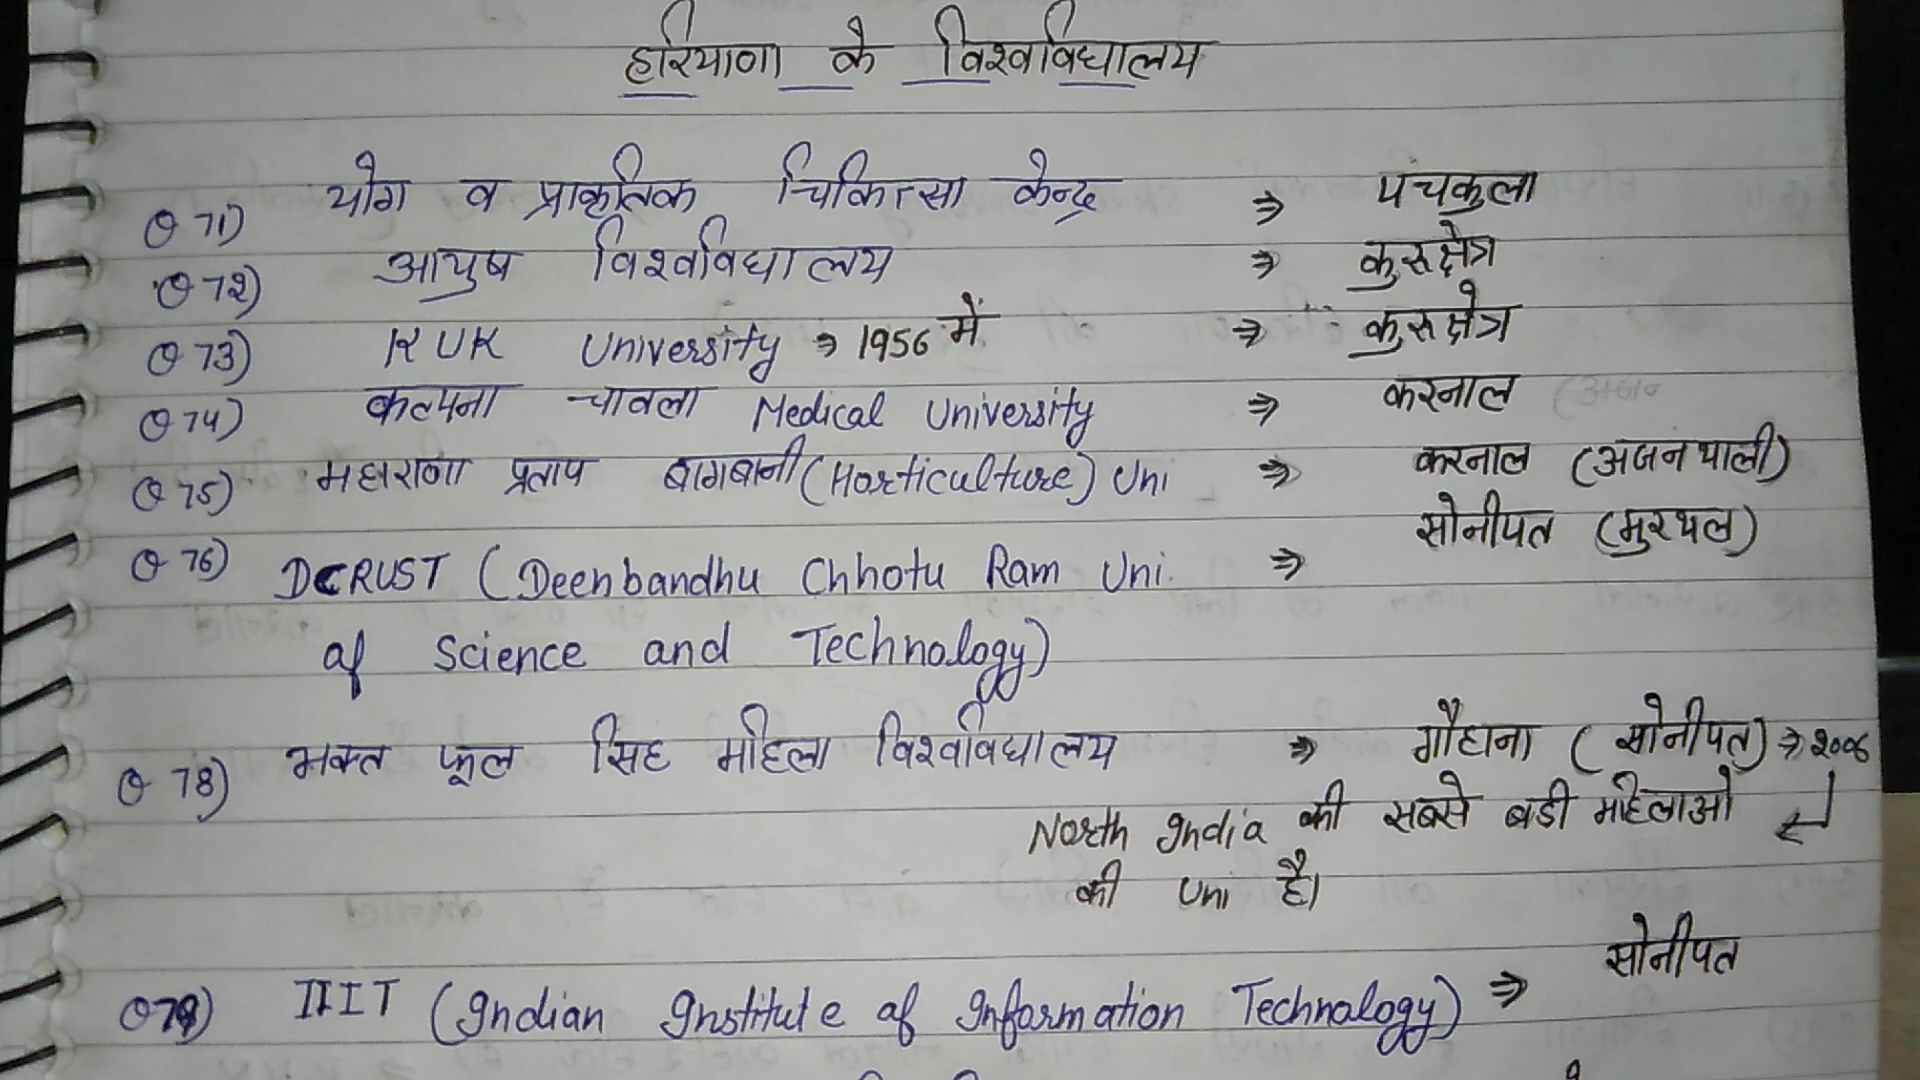 हरियाणा के विश्वविद्यालय
Q 71) योग व प्राकृतिक चिकित्सा केन्द्र ⇒ पंचकुला
Q 72) आयुष विश्वविद्यालय ⇒ कुरुक्षेत्र
Q 73) KUK University ⇒ 1956 में ⇒ कुरुक्षेत्र
Q 74) कल्पना चावला Medical University ⇒ करनाल
Q 75) महाराणा प्रताप बागबानी (Horticulture) Uni ⇒ करनाल (अंजनथाली)
Q 76) DCRUST (Deenbandhu Chhotu Ram Uni. ⇒ सोनीपत (मुरथल)
of Science and Technology)
Q 78) भक्त फूल सिंह महिला विश्वविद्यालय ⇒ गौहाना (सोनीपत) ⇒ 2006
North India की सबसे बडी महिलाओ
की Uni है।
Q79) IIIT (Indian Institute of Information Technology) ⇒ सोनीपत